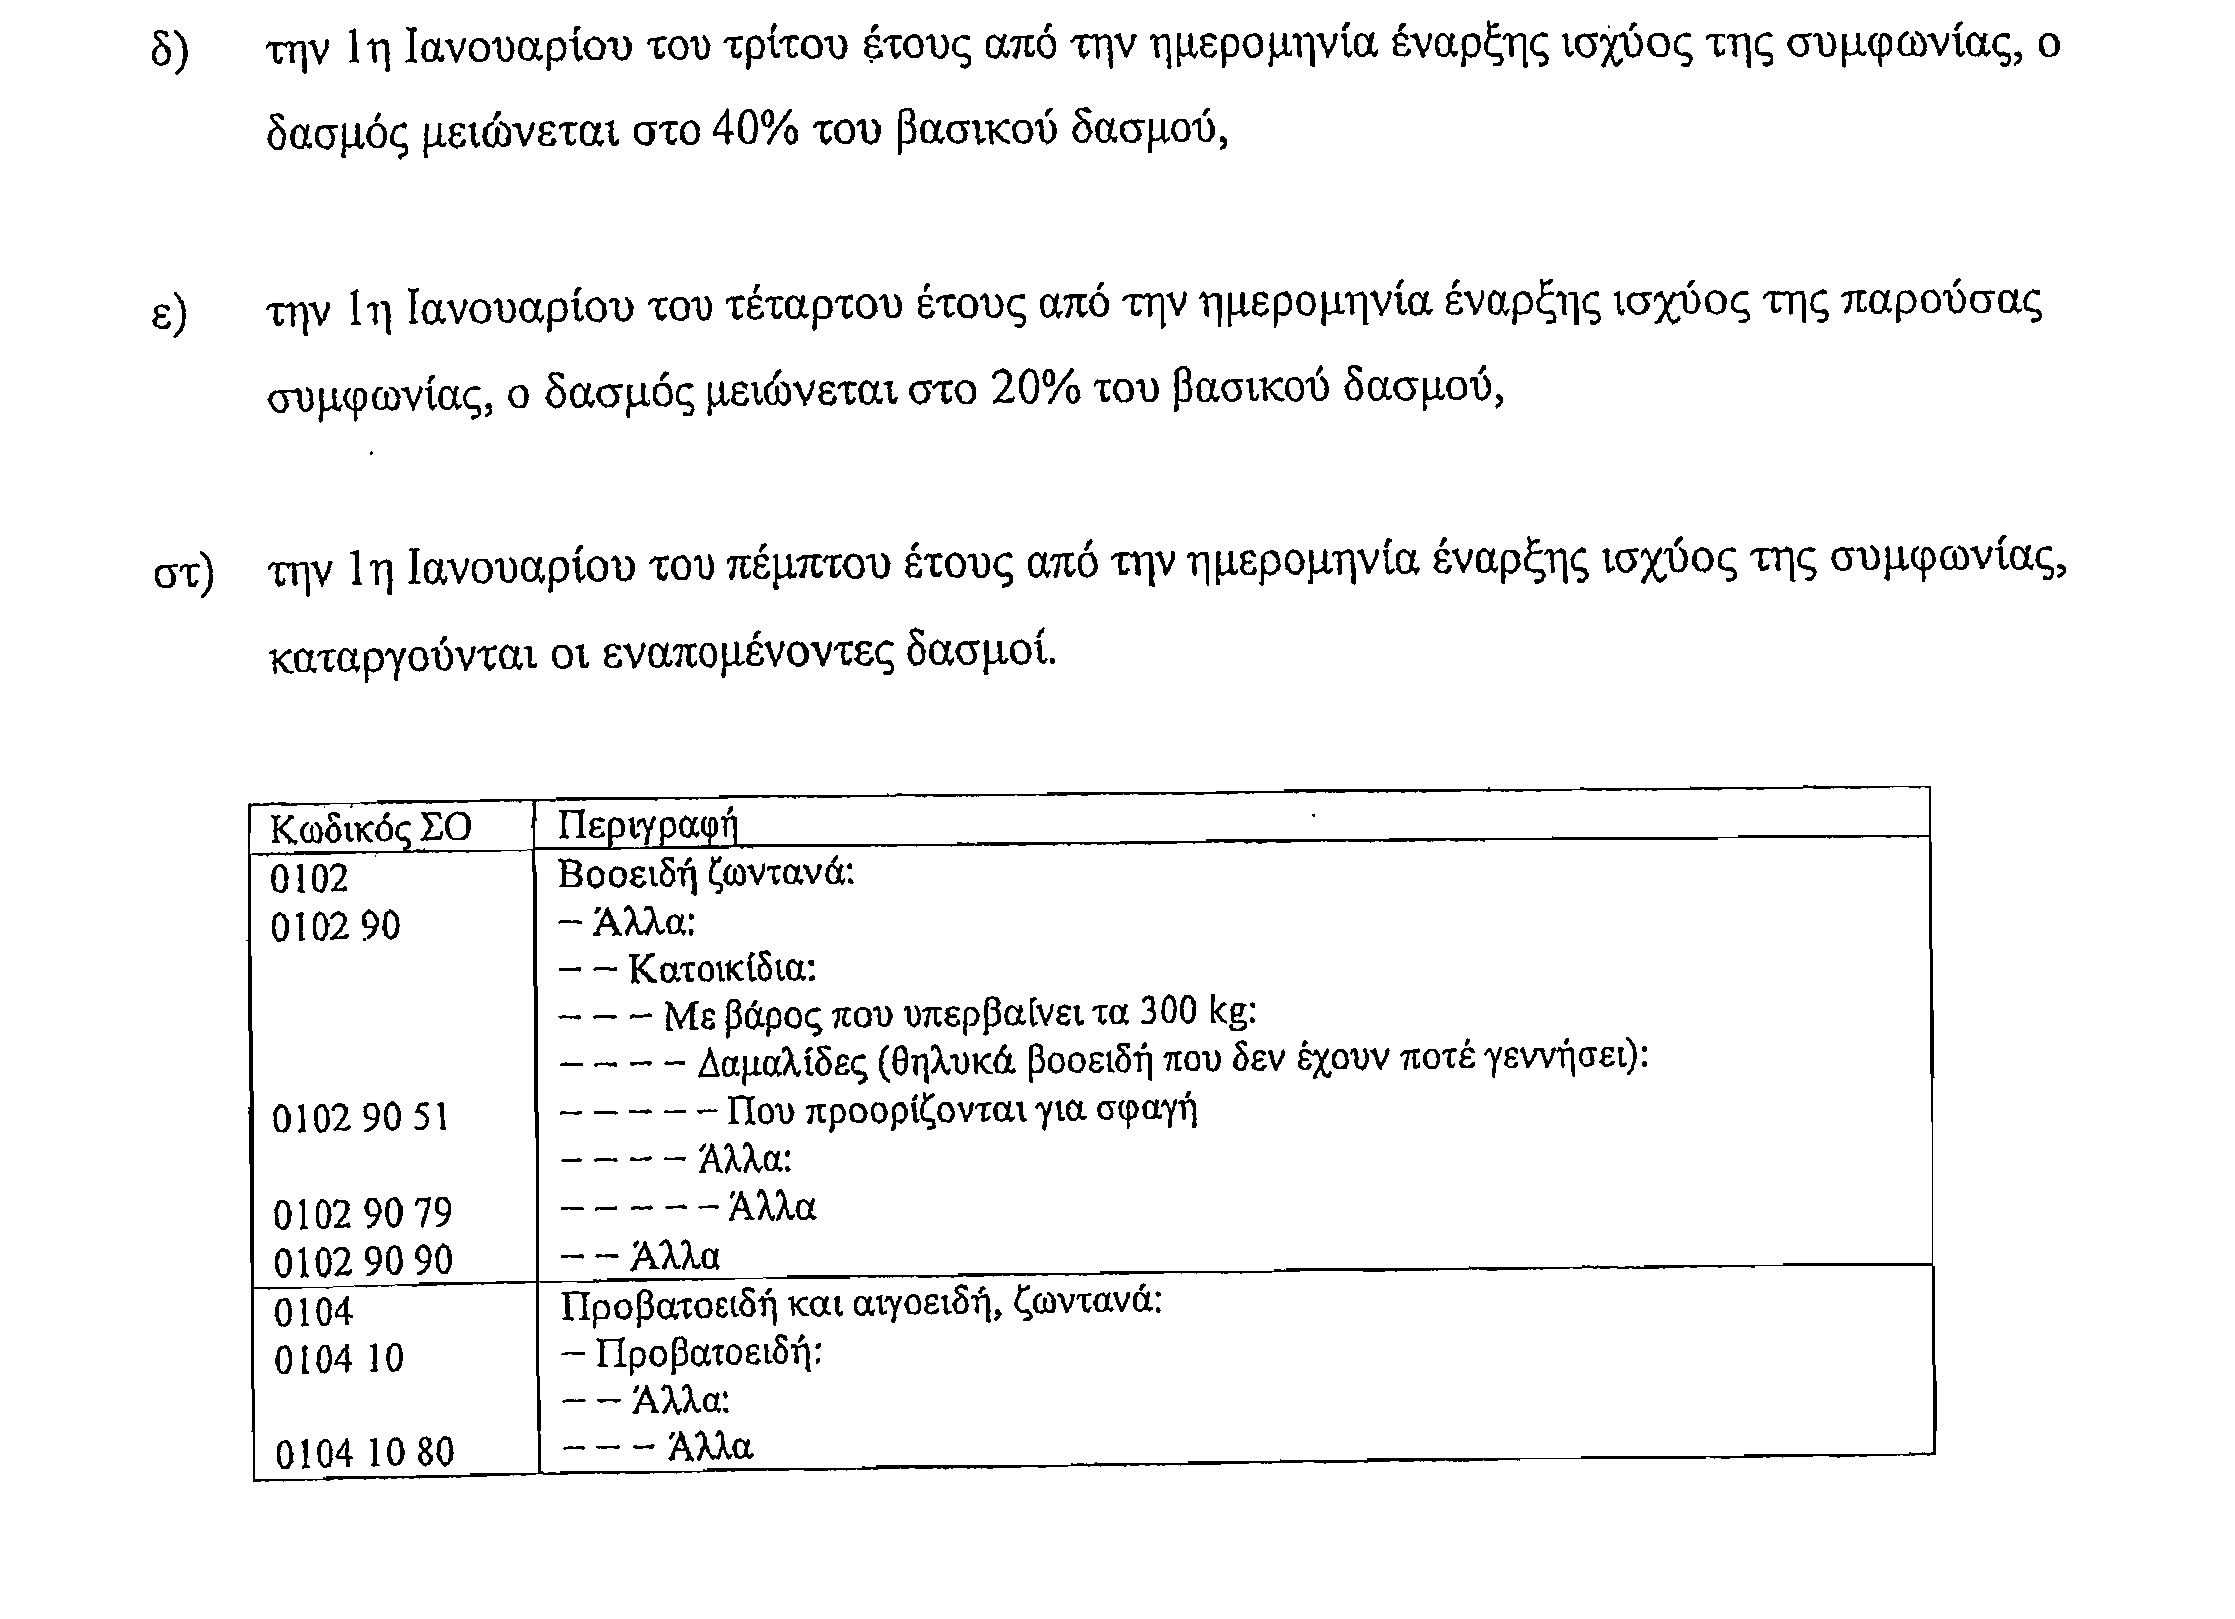 δ) την 1η Ιανουαρίου του τρίτου έτους από την ημερομηνία έναρξης ισχύος της συμφωνίας, ο
δασμός μειώνεται στο 40% του βασικού δασμού,
ε) την 1η Ιανουαρίου του τέταρτου έτους από την ημερομηνία έναρξης ισχύος της παρούσας
συμφωνίας, ο δασμός μειώνεται στο 20% του βασικού δασμού,
στ) την 1η Ιανουαρίου του πέμπτου έτους από την ημερομηνία έναρξης ισχύος της συμφωνίας,
καταργούνται οι εναπομένοντες δασμοί.
Κωδικός ΣΟ Περιγραφή
0102 Βοοειδή ζωντανά:
0102 90 – Άλλα:
– – Κατοικίδια:
– – – Με βάρος που υπερβαίνει τα 300 kg:
– – – – Δαμαλίδες (θηλυκά βοοειδή που δεν έχουν ποτέ γεννήσει):
0102 90 51 – – – – – Που προορίζονται για σφαγή
– – – – Άλλα:
0102 90 79 – – – – – Άλλα
0102 90 90 – – Άλλα
0104 Προβατοειδή και αιγοειδή, ζωντανά:
0104 10 – Προβατοειδή:
– – Άλλα:
0104 10 80 – – – Άλλα